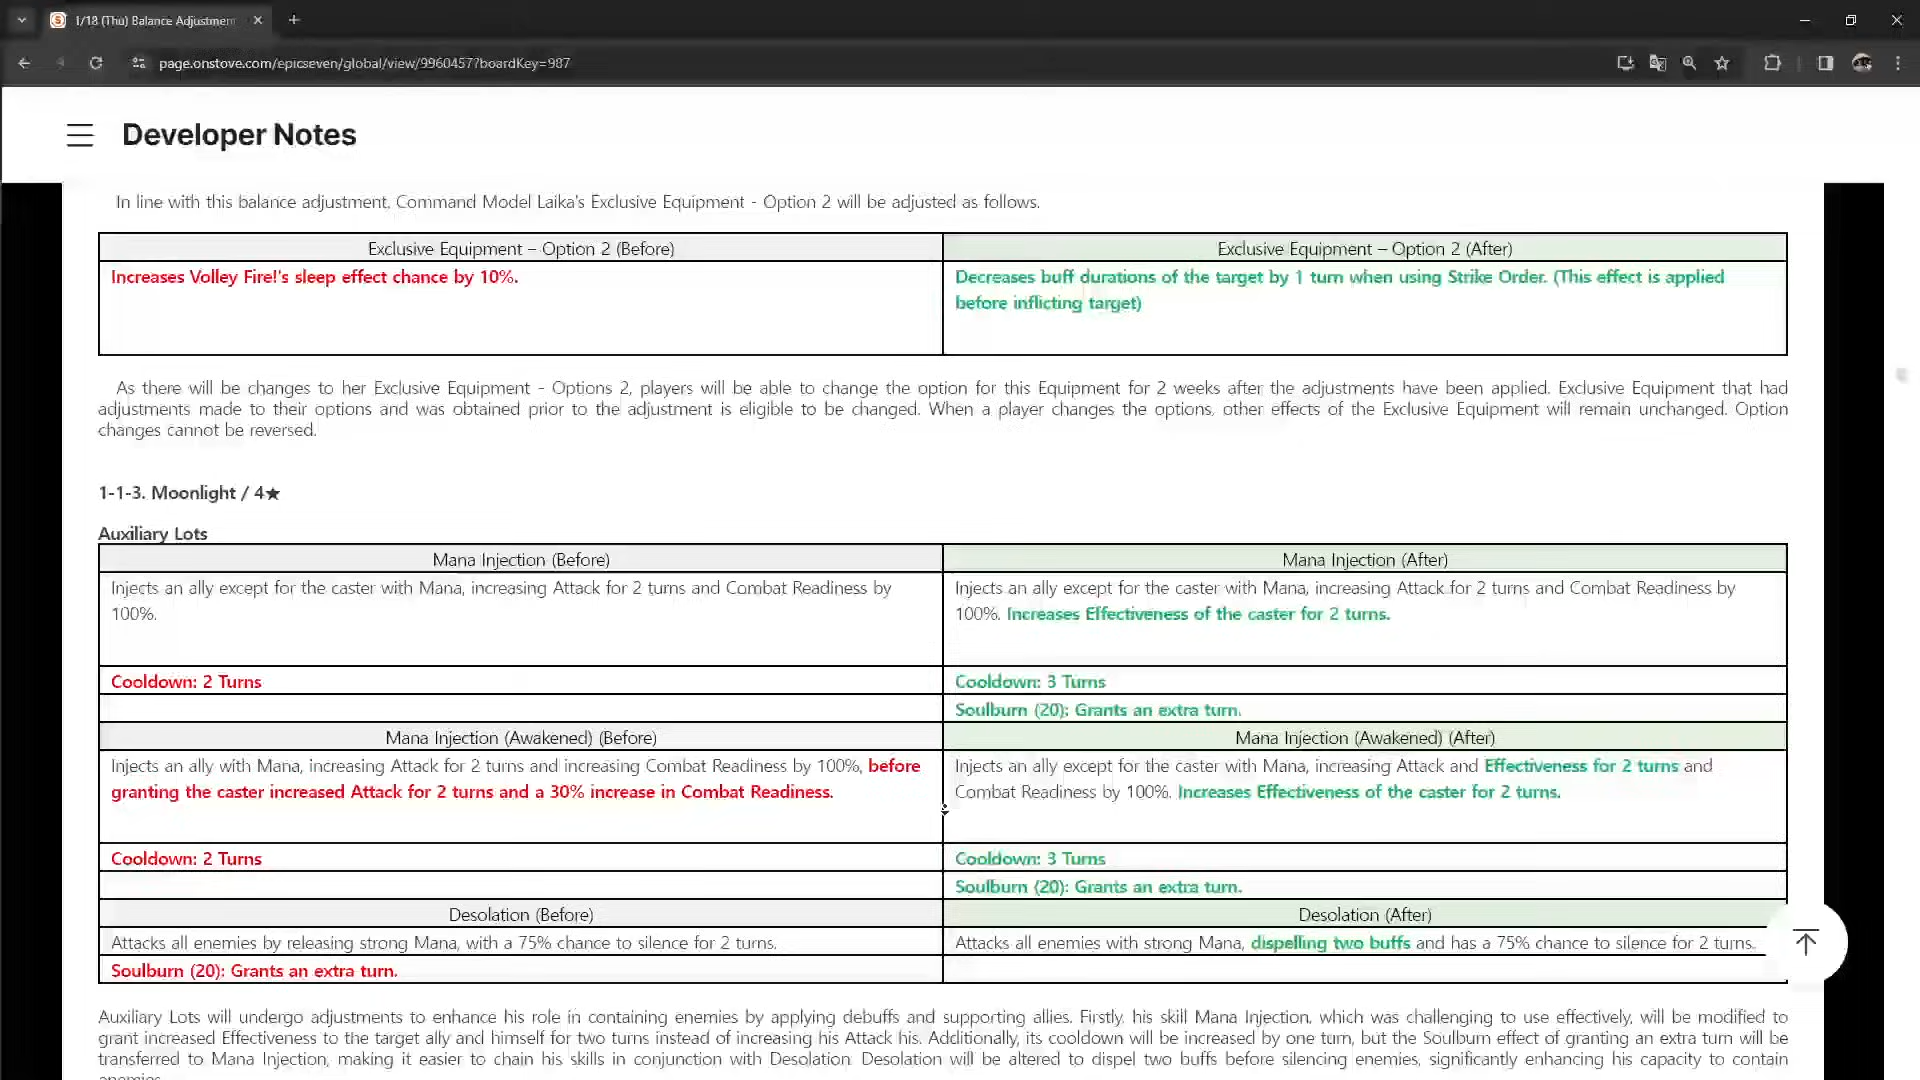 1/18 (Thu) Balance Adjustmen
page.onstove.com/epicseven/global/view/9960457?boardKey=987
Developer Notes
In line with this balance adjustment, Command Model Laika's Exclusive Equipment - Option 2 will be adjusted as follows.
Exclusive Equipment – Option 2 (Before)
Exclusive Equipment – Option 2 (After)
Increases Volley Fire!'s sleep effect chance by 10%.
Decreases buff durations of the target by 1 turn when using Strike Order. (This effect is applied
before inflicting target)
As there will be changes to her Exclusive Equipment - Options 2, players will be able to change the option for this Equipment for 2 weeks after the adjustments have been applied. Exclusive Equipment that had
adjustments made to their options and was obtained prior to the adjustment is eligible to be changed. When a player changes the options, other effects of the Exclusive Equipment will remain unchanged. Option
changes cannot be reversed.
1-1-3. Moonlight / 4★
Auxiliary Lots
Mana Injection (Before)
Mana Injection (After)
Injects an ally except for the caster with Mana, increasing Attack for 2 turns and Combat Readiness by
100%.
Injects an ally except for the caster with Mana, increasing Attack for 2 turns and Combat Readiness by
100%. Increases Effectiveness of the caster for 2 turns.
Cooldown: 2 Turns
Cooldown: 3 Turns
Soulburn (20): Grants an extra turn.
Mana Injection (Awakened) (Before)
Mana Injection (Awakened) (After)
Injects an ally with Mana, increasing Attack for 2 turns and increasing Combat Readiness by 100%, before
granting the caster increased Attack for 2 turns and a 30% increase in Combat Readiness.
Injects an ally except for the caster with Mana, increasing Attack and Effectiveness for 2 turns and
Combat Readiness by 100%. Increases Effectiveness of the caster for 2 turns.
Cooldown: 2 Turns
Cooldown: 3 Turns
Soulburn (20): Grants an extra turn.
Desolation (Before)
Desolation (After)
Attacks all enemies by releasing strong Mana, with a 75% chance to silence for 2 turns.
Attacks all enemies with strong Mana, dispelling two buffs and has a 75% chance to silence for 2 turns.
Soulburn (20): Grants an extra turn.
Auxiliary Lots will undergo adjustments to enhance his role in containing enemies by applying debuffs and supporting allies. Firstly, his skill Mana Injection, which was challenging to use effectively, will be modified to
grant increased Effectiveness to the target ally and himself for two turns instead of increasing his Attack his. Additionally, its cooldown will be increased by one turn, but the Soulburn effect of granting an extra turn will be
transferred to Mana Injection, making it easier to chain his skills in conjunction with Desolation. Desolation will be altered to dispel two buffs before silencing enemies, significantly enhancing his capacity to contain
enemies.